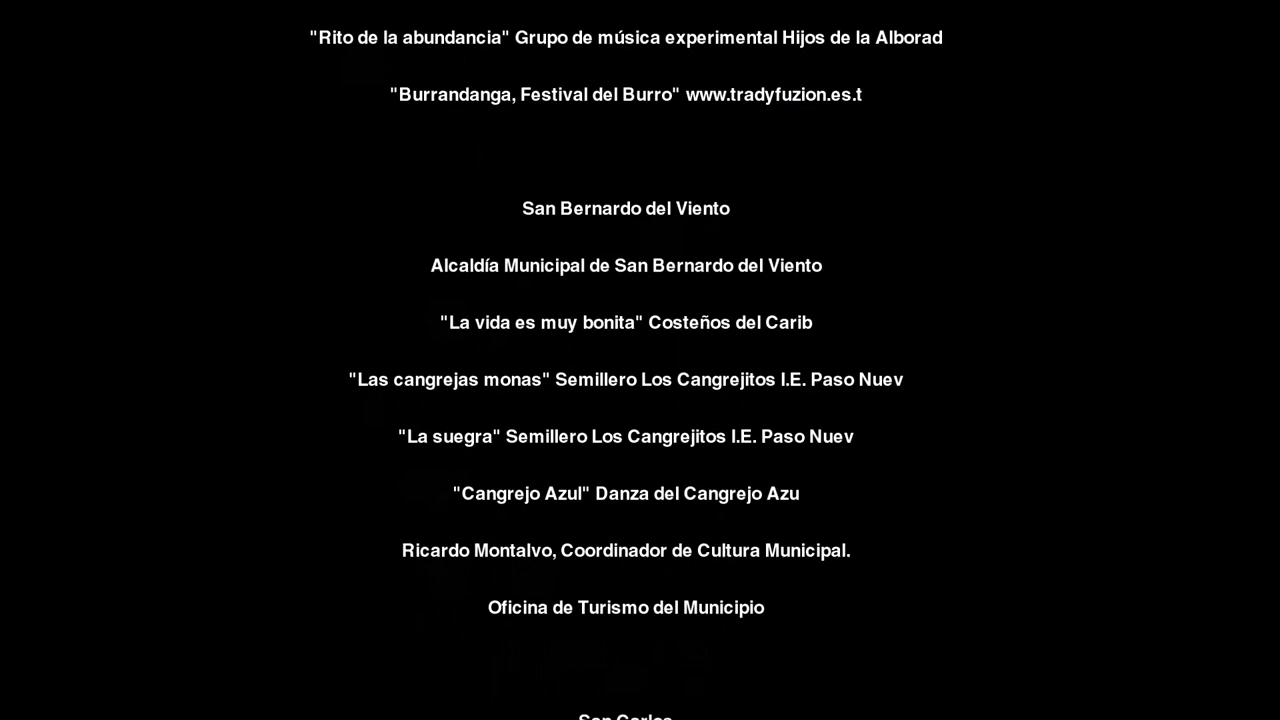 "Rito de la abundancia" Grupo de música experimental Hijos de la Alborad
"Burrandanga, Festival del Burro" www.tradyfuzion.es.t
San Bernardo del Viento
Alcaldía Municipal de San Bernardo del Viento
"La vida es muy bonita" Costeños del Carib
"Las cangrejas monas" Semillero Los Cangrejitos I.E. Paso Nuev
"La suegra" Semillero Los Cangrejitos I.E. Paso Nuev
"Cangrejo Azul" Danza del Cangrejo Azu
Ricardo Montalvo, Coordinador de Cultura Municipal.
Oficina de Turismo del Municipio
San Carlos